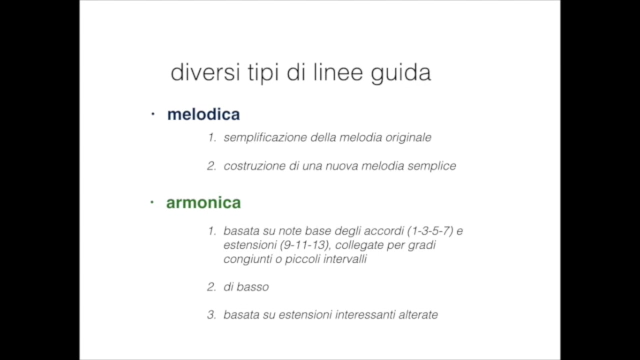 diversi tipi di linee guida
• melodica
1. semplificazione della melodia originale
2. costruzione di una nuova melodia semplice
• armonica
1. basata su note base degli accordi (1-3-5-7) e
estensioni (9-11-13), collegate per gradi
congiunti o piccoli intervalli
2. di basso
3. basata su estensioni interessanti alterate